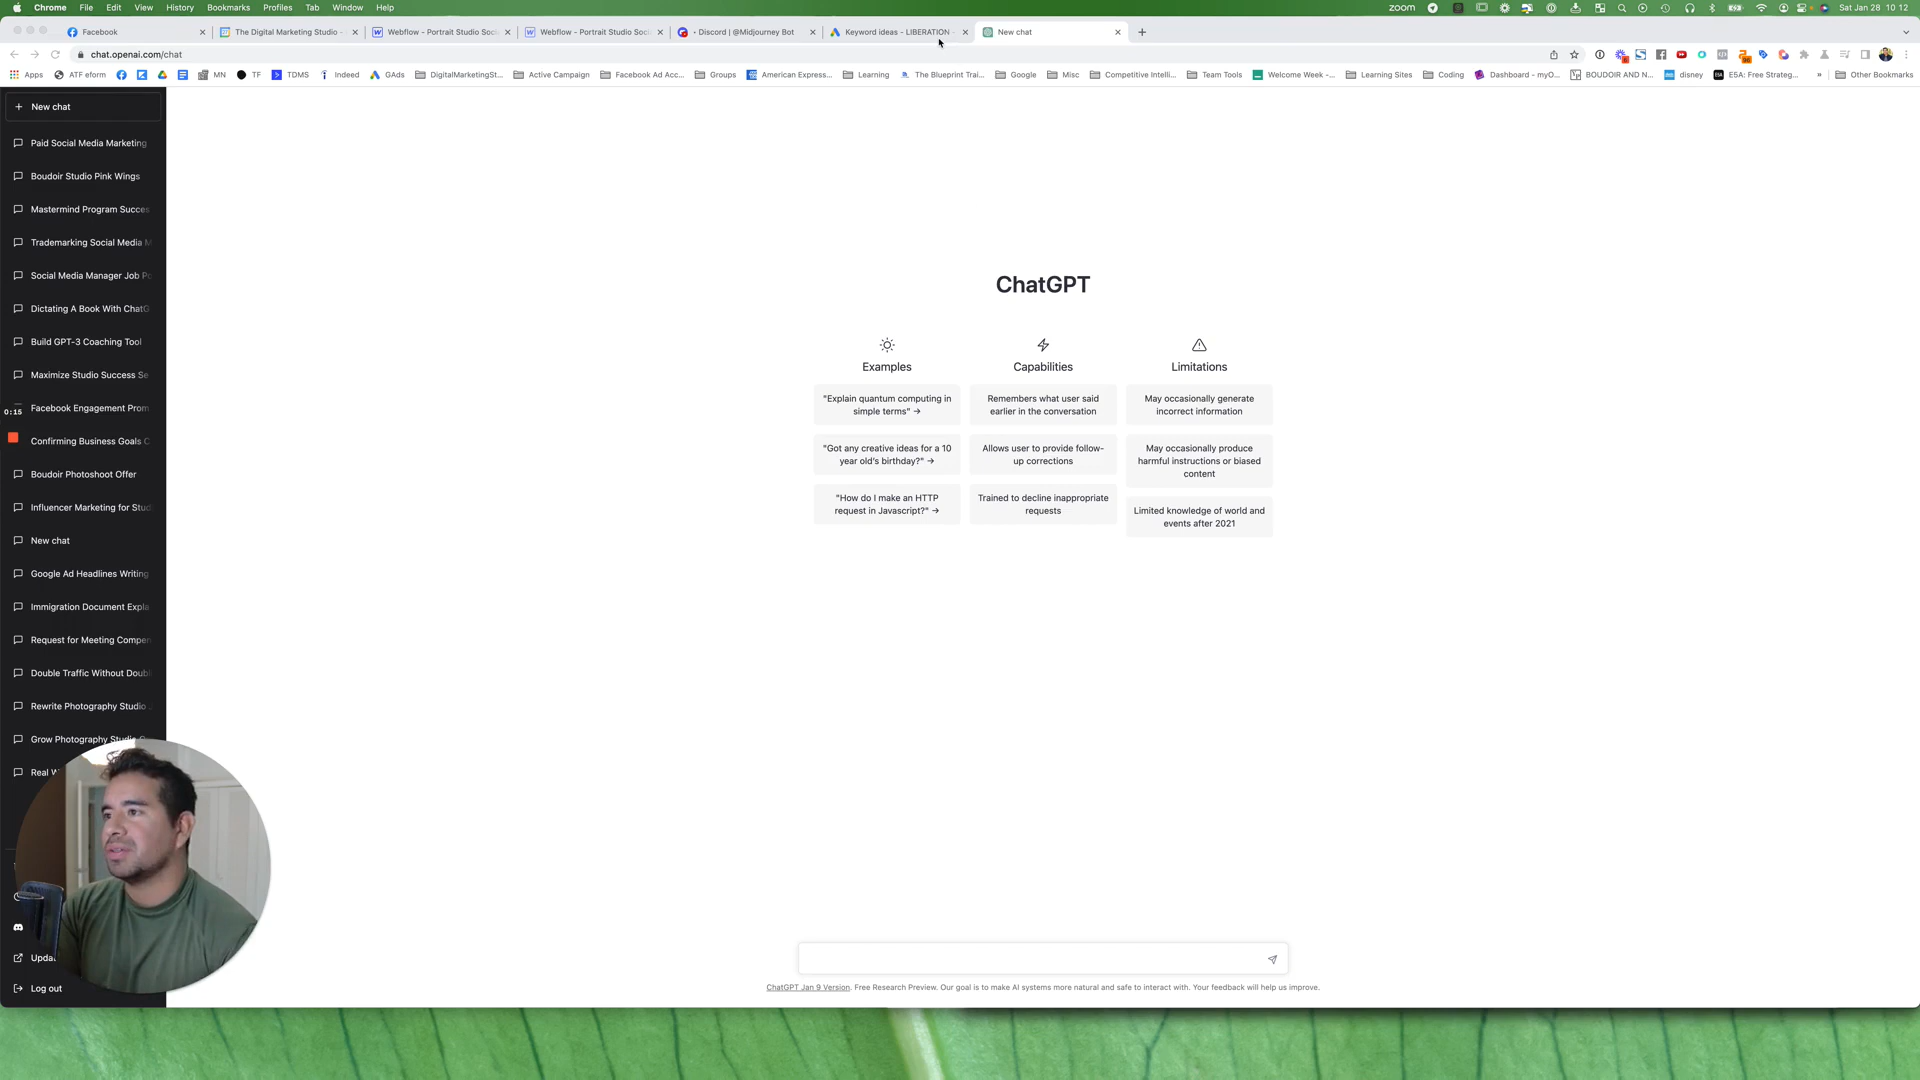 Chrome File Edit View History Bookmarks Profiles Tab Window Help zoom Sat Jan 28 10 12
Facebook The Digital Marketing Studio - Webflow - Portrait Studio Soci Webflow - Portrait Studio Soci Discord | @Midjourney Bot Keyword ideas - LIBERATION - New chat
chat.openai.com/chat
Apps ATF eform MN TF TDMS Indeed GAds DigitalMarketingSt... Active Campaign Facebook Ad Acc... Groups American Express... Learning The Blueprint Trai... Google Misc Competitive Intelli... Team Tools Welcome Week -... Learning Sites Coding Dashboard - myO... BOUDOIR AND N... disney E5A: Free Strateg... » Other Bookmarks
New chat
Paid Social Media Marketing
Boudoir Studio Pink Wings
Mastermind Program Succes
Trademarking Social Media M
Social Media Manager Job Po
Dictating A Book With ChatG
Build GPT-3 Coaching Tool
Maximize Studio Success Se
0:15
Facebook Engagement Prom
Confirming Business Goals C
Boudoir Photoshoot Offer
Influencer Marketing for Stud
New chat
Google Ad Headlines Writing
Immigration Document Expla
Request for Meeting Compen
Double Traffic Without Doubl
Rewrite Photography Studio
Grow Photography Studio
Real W
Upda
Log out
ChatGPT
Examples
"Explain quantum computing in
simple terms" →
"Got any creative ideas for a 10
year old's birthday?" →
"How do I make an HTTP
request in Javascript?" →
Capabilities
Remembers what user said
earlier in the conversation
Allows user to provide follow-
up corrections
Trained to decline inappropriate
requests
Limitations
May occasionally generate
incorrect information
May occasionally produce
harmful instructions or biased
content
Limited knowledge of world and
events after 2021
ChatGPT Jan 9 Version. Free Research Preview. Our goal is to make AI systems more natural and safe to interact with. Your feedback will help us improve.